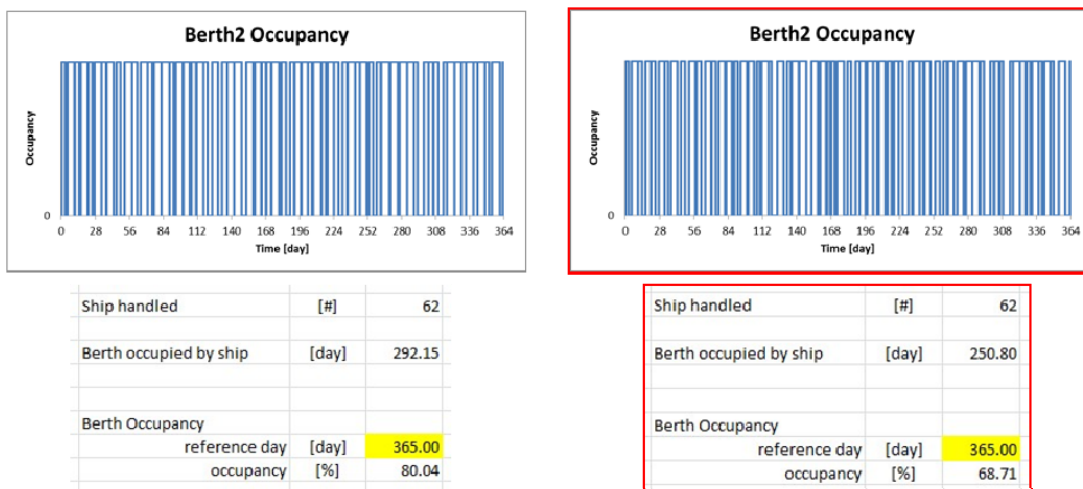 Berth2 Occupancy
Occupancy
0
0 28 56 84 112 140 168 196 224 252 280 308 336 364
Time [day]
Berth2 Occupancy
Occupancy
0
0 28 56 84 112 140 168 196 224 252 280 308 336 364
Time [day]
Ship handled [#] 62
Berth occupied by ship [day] 292.15
Berth Occupancy
reference day [day] 365.00
occupancy [%] 80.04
Ship handled [#] 62
Berth occupied by ship [day] 250.80
Berth Occupancy
reference day [day] 365.00
occupancy [%] 68.71